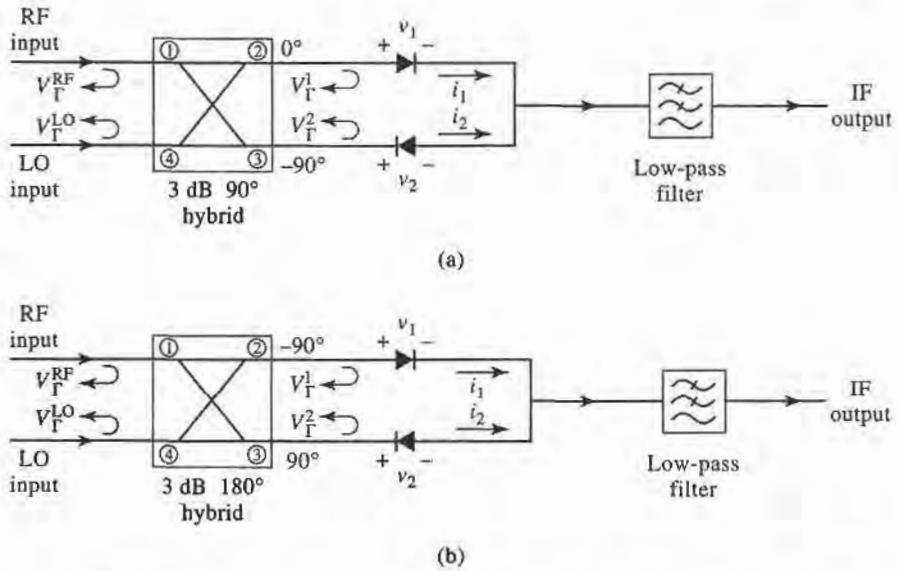 RF
input
① ② 0° + v₁ −
V_Γ^RF V_Γ^1 i₁
V_Γ^LO V_Γ^2 i₂
IF
output
④ ③ −90° + v₂ −
LO
input
3 dB 90°
hybrid
Low-pass
filter
(a)
RF
input
① ② −90° + v₁ −
V_Γ^RF V_Γ^1 i₁
V_Γ^LO V_Γ^2 i₂
IF
output
④ ③ 90° + v₂ −
LO
input
3 dB 180°
hybrid
Low-pass
filter
(b)